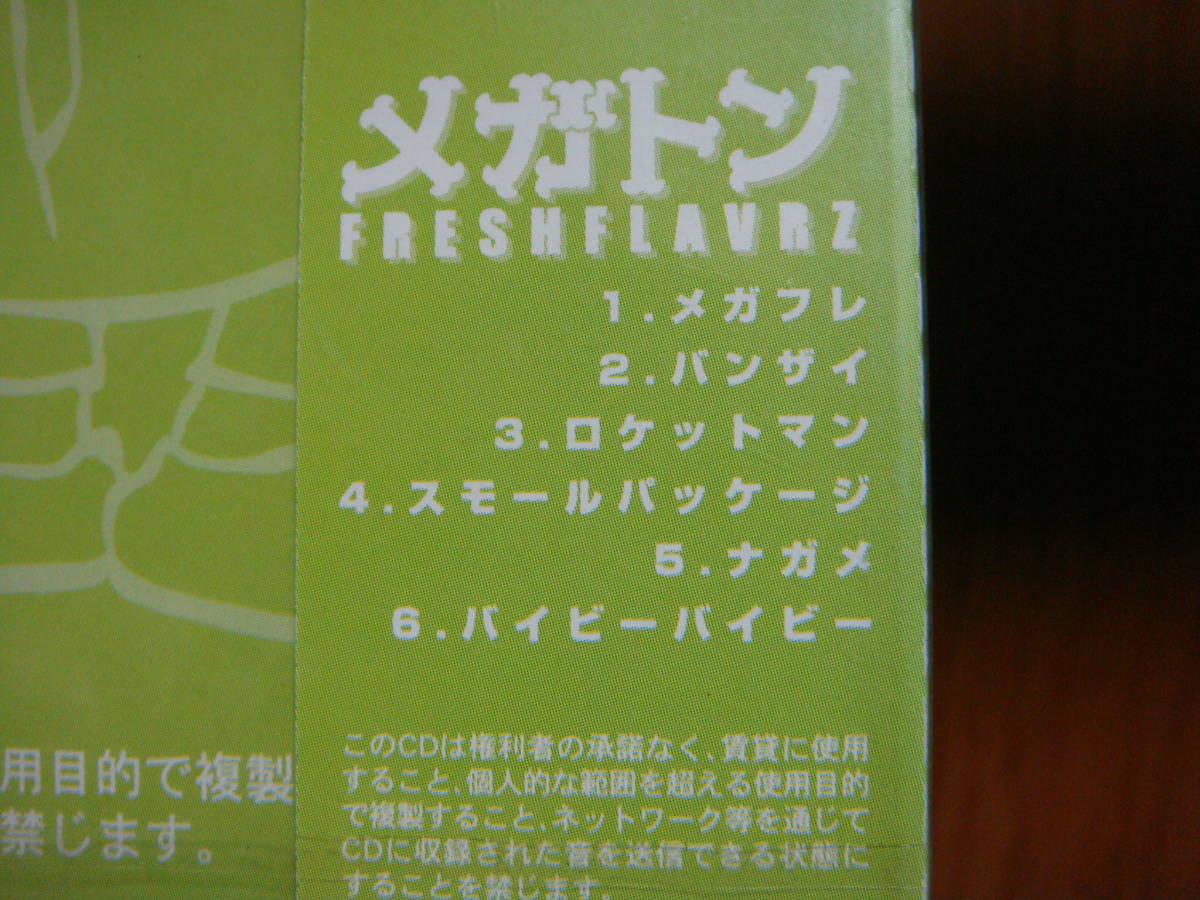 メガトン
FRESHFLAVRZ
1.メガフレ
2.バンザイ
3.ロケットマン
4.スモールパッケージ
5.ナガメ
6.バイビーバイビー
このCDは権利者の承諾なく、賃貸に使用
すること、個人的な範囲を超える使用目的
で複製すること、ネットワーク等を通じて
CDに収録された音を送信できる状態に
することを禁じます。
用目的で複製
禁じます。